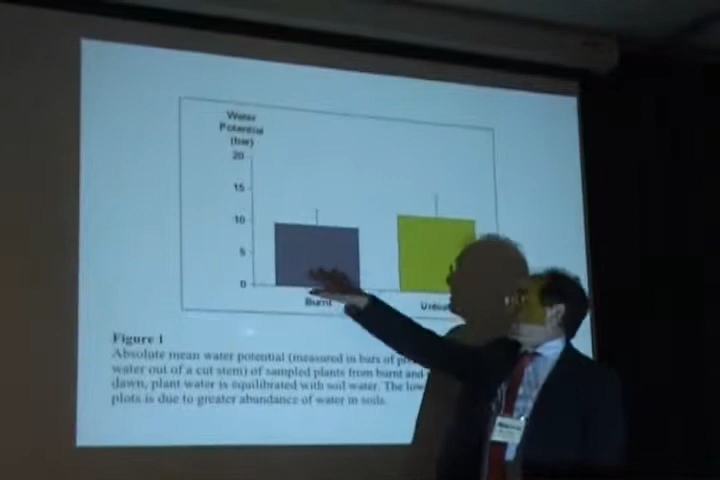 Water
Potential
(bar)
20
15
10
5
0
Burnt
Figure 1
Absolute mean water potential (measured in bars of
water out of a cut stem) of sampled plants from burnt and
dawn, plant water is equilibrated with soil water. The
plots is due to greater abundance of water in soils.